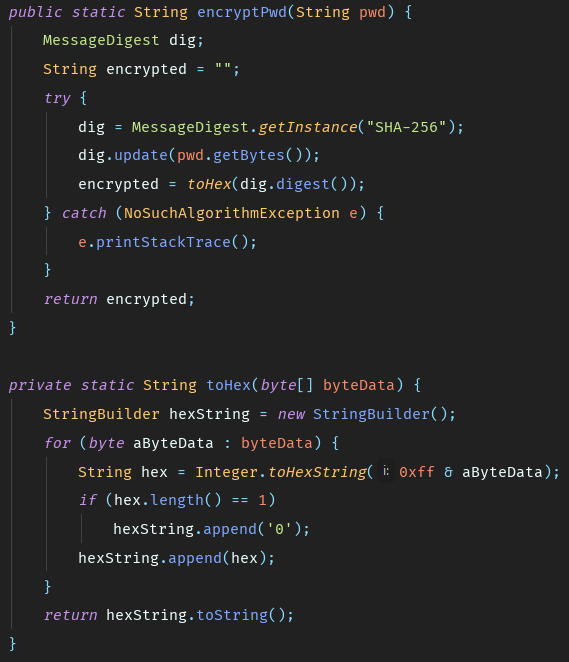 public static String encryptPwd(String pwd) {
MessageDigest dig;
String encrypted = "";
try {
dig = MessageDigest.getInstance("SHA-256");
dig.update(pwd.getBytes());
encrypted = toHex(dig.digest());
} catch (NoSuchAlgorithmException e) {
e.printStackTrace();
}
return encrypted;
}
private static String toHex(byte[] byteData) {
StringBuilder hexString = new StringBuilder();
for (byte aByteData : byteData) {
String hex = Integer.toHexString( i: 0xff & aByteData);
if (hex.length() == 1)
hexString.append('0');
hexString.append(hex);
}
return hexString.toString();
}